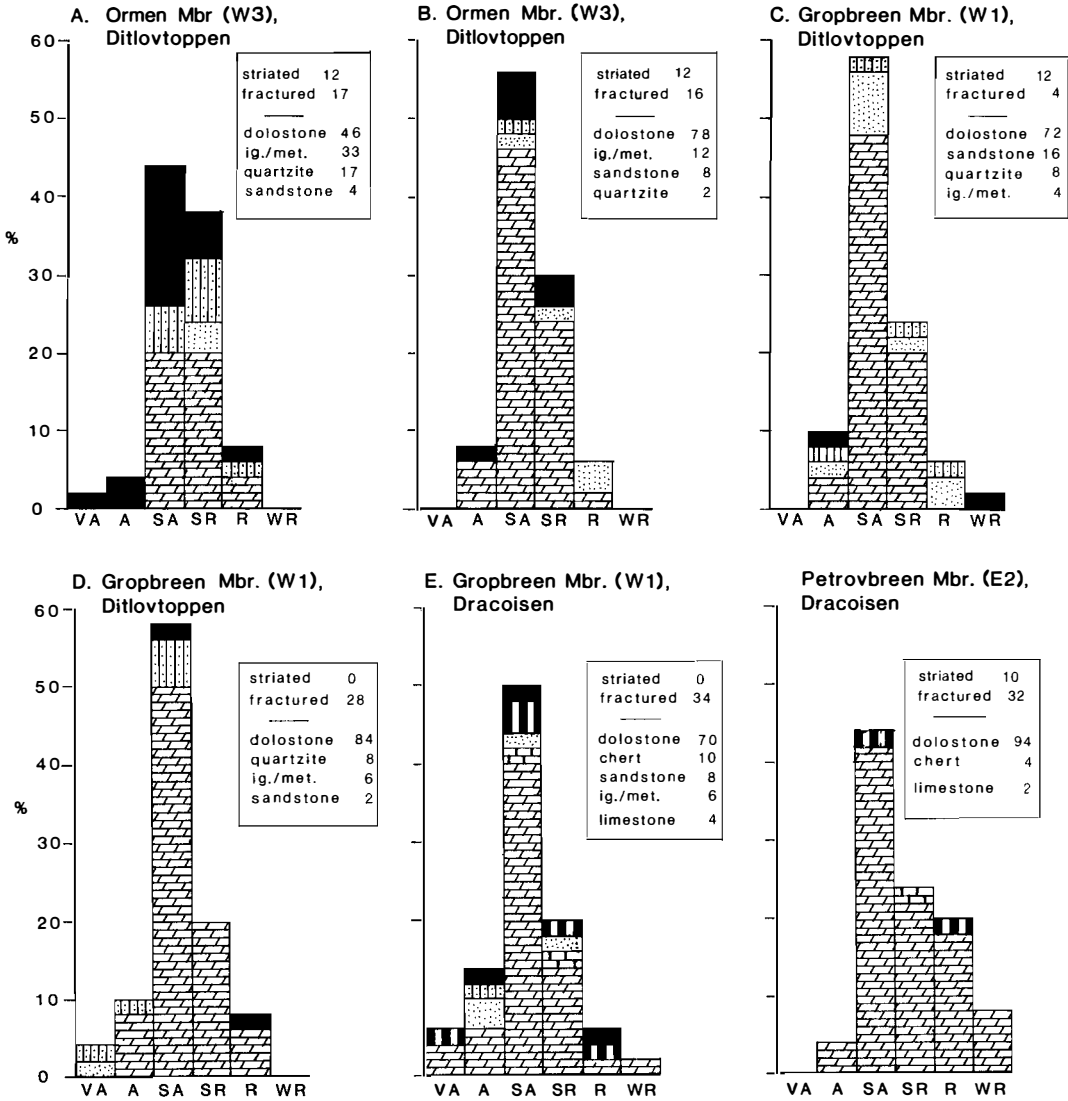 A. Ormen Mbr (W3),
Ditlovtoppen
striated 12
fractured 17
dolostone 46
ig./met. 33
quartzite 17
sandstone 4
60
50
40
%
30
20
10
0
VA A SA SR R WR
B. Ormen Mbr. (W3),
Ditlovtoppen
striated 12
fractured 16
dolostone 78
ig./met. 12
sandstone 8
quartzite 2
VA A SA SR R WR
C. Gropbreen Mbr. (W1),
Ditlovtoppen
striated 12
fractured 4
dolostone 72
sandstone 16
quartzite 8
ig./met. 4
VA A SA SR R WR
D. Gropbreen Mbr. (W1),
Ditlovtoppen
striated 0
fractured 28
dolostone 84
quartzite 8
ig./met. 6
sandstone 2
60
50
40
%
30
20
10
0
VA A SA SR R WR
E. Gropbreen Mbr. (W1),
Dracoisen
striated 0
fractured 34
dolostone 70
chert 10
sandstone 8
ig./met. 6
limestone 4
VA A SA SR R WR
Petrovbreen Mbr. (E2),
Dracoisen
striated 10
fractured 32
dolostone 94
chert 4
limestone 2
VA A SA SR R WR